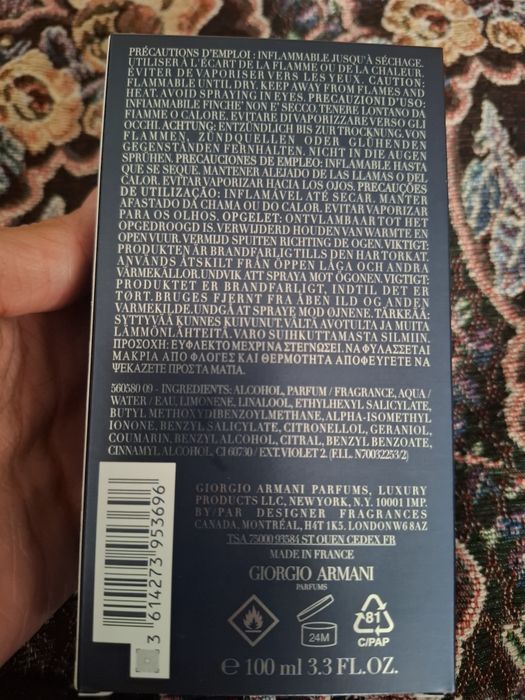 PRÉCAUTIONS D'EMPLOI : INFLAMMABLE JUSQU'À SÉCHAGE.
UTILISER À L'ÉCART DE LA FLAMME OU DE LA CHALEUR.
ÉVITER DE VAPORISER VERS LES YEUX. CAUTION:
FLAMMABLE UNTIL DRY. KEEP AWAY FROM FLAMES AND
HEAT. AVOID SPRAYING IN EYES. PRECAUZIONI D'USO:
INFIAMMABILE FINCHE' NON E' SECCO. TENERE LONTANO DA
FIAMME O CALORE. EVITARE DI VAPORIZZARE VERSO GLI
OCCHI. ACHTUNG: ENTZÜNDLICH BIS ZUR TROCKNUNG. VON
FLAMMEN, ZÜNDQUELLEN ODER GLÜHENDEN
GEGENSTÄNDEN FERNHALTEN. NICHT IN DIE AUGEN
SPRÜHEN. PRECAUCIONES DE EMPLEO: INFLAMABLE HASTA
QUE SE SEQUE. MANTENER ALEJADO DE LAS LLAMAS O DEL
CALOR. EVITAR VAPORIZAR HACIA LOS OJOS. PRECAUÇÕES
DE UTILIZAÇÃO: INFLAMÁVEL ATÉ SECAR. MANTER
AFASTADO DA CHAMA OU DO CALOR. EVITAR VAPORIZAR
PARA OS OLHOS. OPGELET: ONTVLAMBAAR TOT HET
OPGEDROOGD IS. VERWIJDERD HOUDEN VAN WARMTE EN
OPEN VUUR. VERMIJD SPUITEN RICHTING DE OGEN. VIKTIGT:
PRODUKTEN ÄR BRANDFARLIG TILLS DEN HAR TORKAT.
ANVÄNDS ÅTSKILT FRÅN ÖPPEN LÅGA OCH ANDRA
VÄRMEKÄLLOR. UNDVIK ATT SPRAYA MOT ÖGONEN. VIGTIGT:
PRODUKTET ER BRANDFARLIGT, INDTIL DET ER
TØRT. BRUGES FJERNT FRA ÅBEN ILD OG ANDEN
VARMEKILDE. UNDGÅ AT SPRAYE MOD ØJNENE. TÄRKEÄÄ:
SYTTYVÄÄ KUNNES KUIVUNUT. VÄLTÄ AVOTULTA JA MUITA
LÄMMÖNLÄHTEITÄ. VARO SUIHKUTTAMASTA SILMIIN.
ΠΡΟΣΟΧΗ: ΕΥΦΛΕΚΤΟ ΜΕΧΡΙ ΝΑ ΣΤΕΓΝΩΣΕΙ. ΝΑ ΦΥΛΑΣΣΕΤΑΙ
ΜΑΚΡΙΑ ΑΠΟ ΦΛΟΓΕΣ ΚΑΙ ΘΕΡΜΟΤΗΤΑ ΑΠΟΦΕΥΓΕΤΕ ΝΑ
ΨΕΚΑΖΕΤΕ ΠΡΟΣ ΤΑ ΜΑΤΙΑ.
560580 09 - INGREDIENTS: ALCOHOL, PARFUM / FRAGRANCE, AQUA /
WATER / EAU, LIMONENE, LINALOOL, ETHYLHEXYL SALICYLATE,
BUTYL METHOXYDIBENZOYLMETHANE, ALPHA-ISOMETHYL
IONONE, BENZYL SALICYLATE, CITRONELLOL, GERANIOL,
COUMARIN, BENZYL ALCOHOL, CITRAL, BENZYL BENZOATE,
CINNAMYL ALCOHOL, CI 60730 / EXT. VIOLET 2. (F.I.L. N70032253/2)
GIORGIO ARMANI PARFUMS, LUXURY
PRODUCTS LLC, NEW YORK, N.Y. 10001 IMP.
BY/PAR DESIGNER FRAGRANCES
CANADA, MONTRÉAL, H4T 1K5. LONDON W6 8AZ
TSA 75000 93584 ST OUEN CEDEX FR
MADE IN FRANCE
GIORGIO ARMANI
PARFUMS
3 614273 953696
24M
81
C/PAP
℮ 100 ml 3.3 FL.OZ.